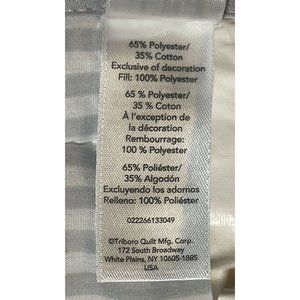 65% Polyester/
35% Cotton
Exclusive of decoration
Fill: 100% Polyester
65 % Polyester/
35 % Coton
À l'exception de
la décoration
Rembourrage:
100 % Polyester
65% Poliéster/
35% Algodón
Excluyendo los adornos
Relleno: 100% Poliéster
022266133049
©Triboro Quilt Mfg. Corp.
172 South Broadway
White Plains, NY 10605-1885
USA